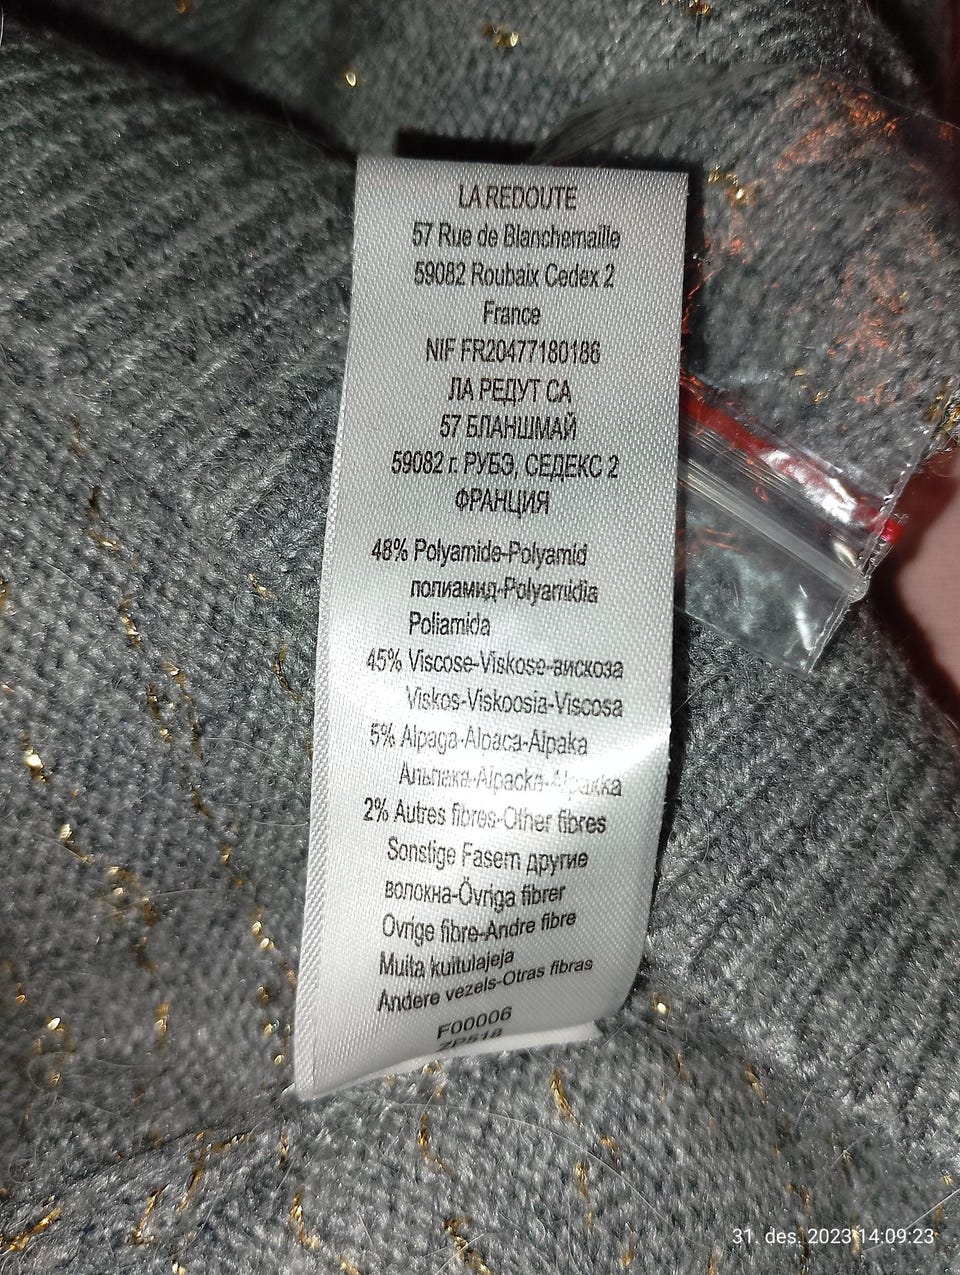 LA REDOUTE
57 Rue de Blanchemaille
59082 Roubaix Cedex 2
France
NIF FR20477180186
ЛА РЕДУТ СА
57 БЛАНШМАЙ
59082 г. РУБЭ, СЕДЕКС 2
ФРАНЦИЯ
48% Polyamide-Polyamid
полиамид-Polyamidia
Poliamida
45% Viscose-Viskose-вискоза
Viskos-Viskoosia-Viscosa
5% Alpaga-Alpaca-Alpaka
Альпака-Alpacka-Alpakka
2% Autres fibres-Other fibres
Sonstige Fasern другие
волокна-Övriga fibrer
Ovrige fibre-Andre fibre
Muita kuitulajeja
Andere vezels-Otras fibras
F00006
ZP518
31. des. 2023 14:09:23